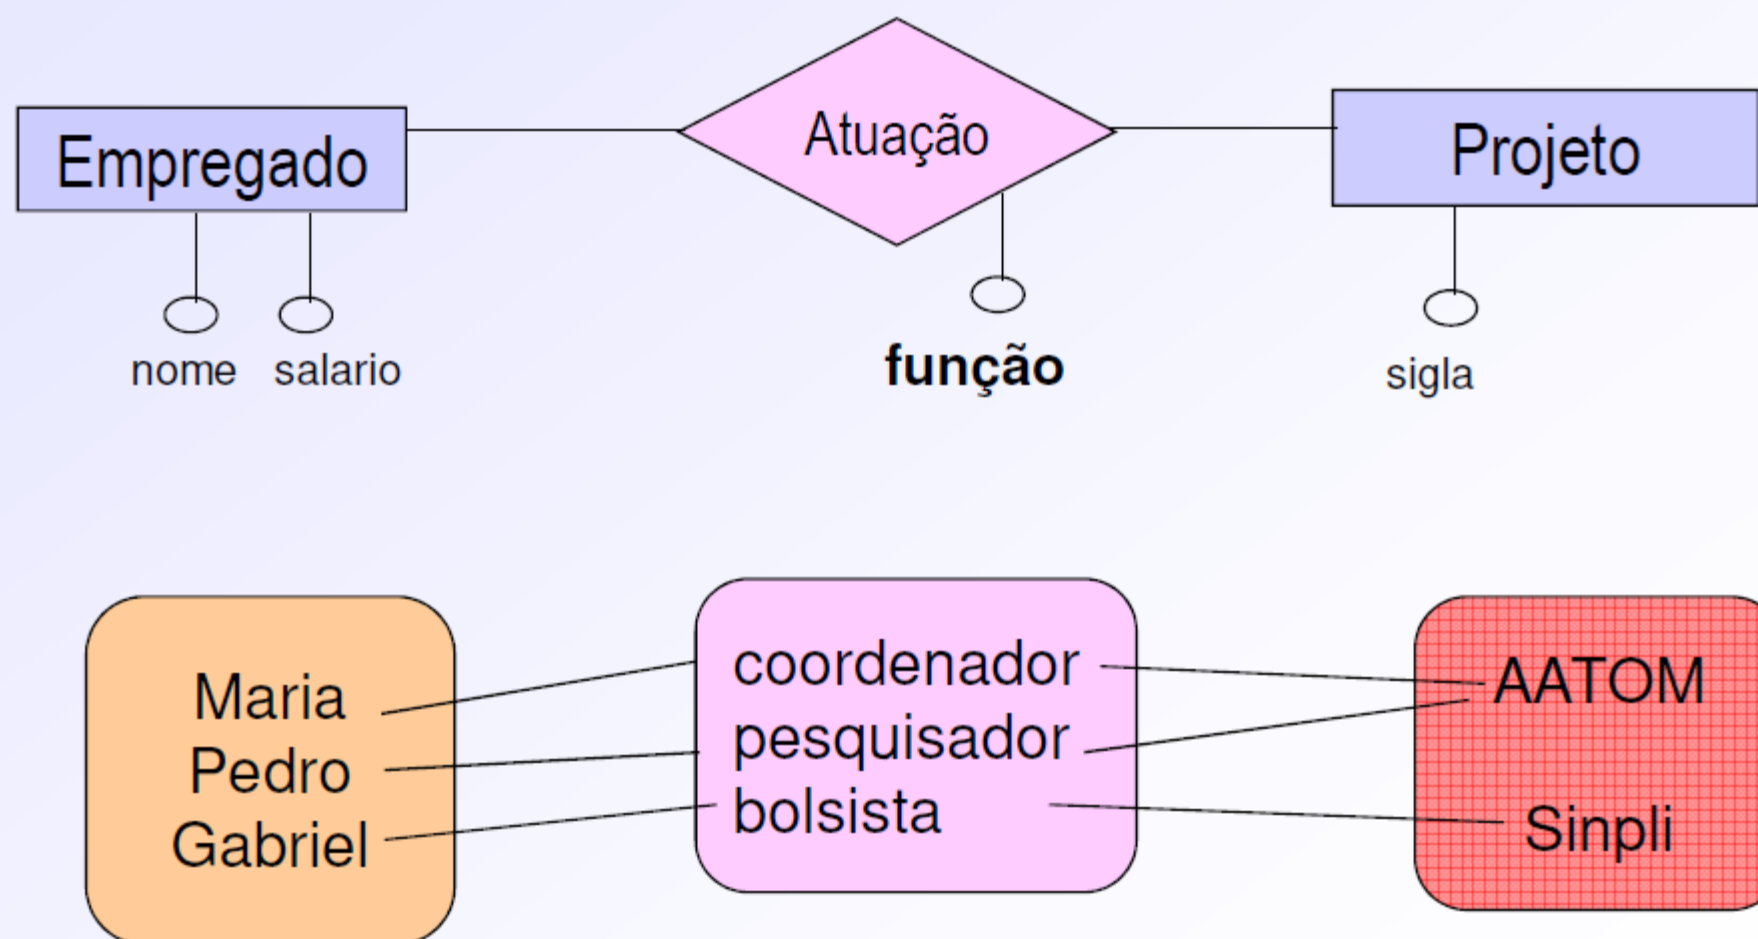 Empregado
Atuação
Projeto
nome
salario
função
sigla
Maria
Pedro
Gabriel
coordenador
pesquisador
bolsista
AATOM
Sinpli